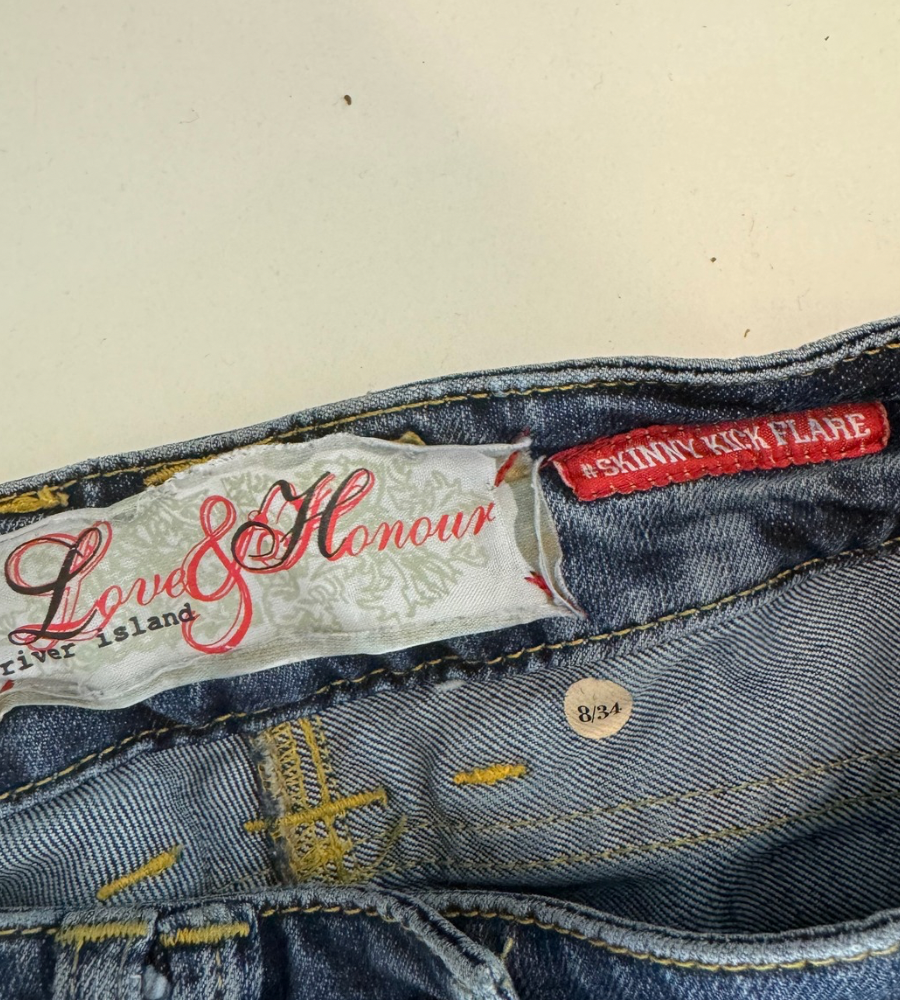 Love & Honour
river island
#SKINNY KICK FLARE
8/34